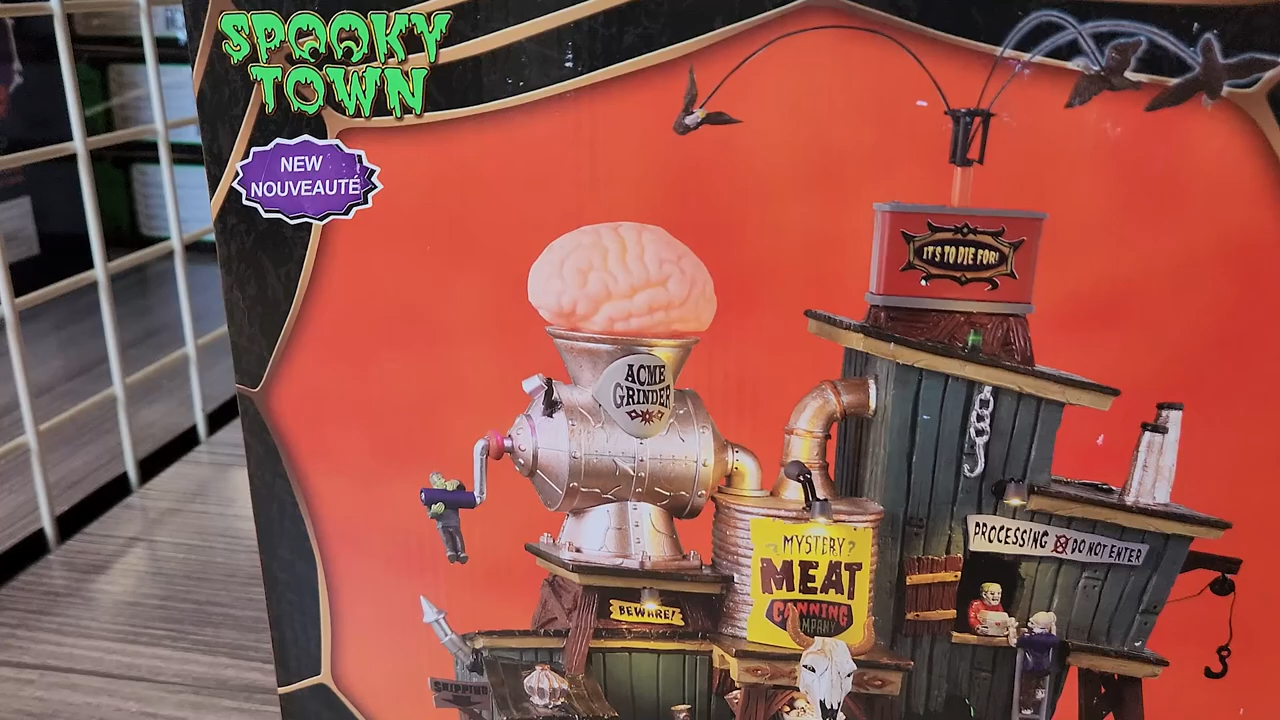 SPOOKY
TOWN
NEW
NOUVEAUTÉ
IT'S TO DIE FOR!
ACME
GRINDER
PROCESSING DO NOT ENTER
MYSTERY?
MEAT
CANNING
COMPANY
BEWARE!
SHIPPING